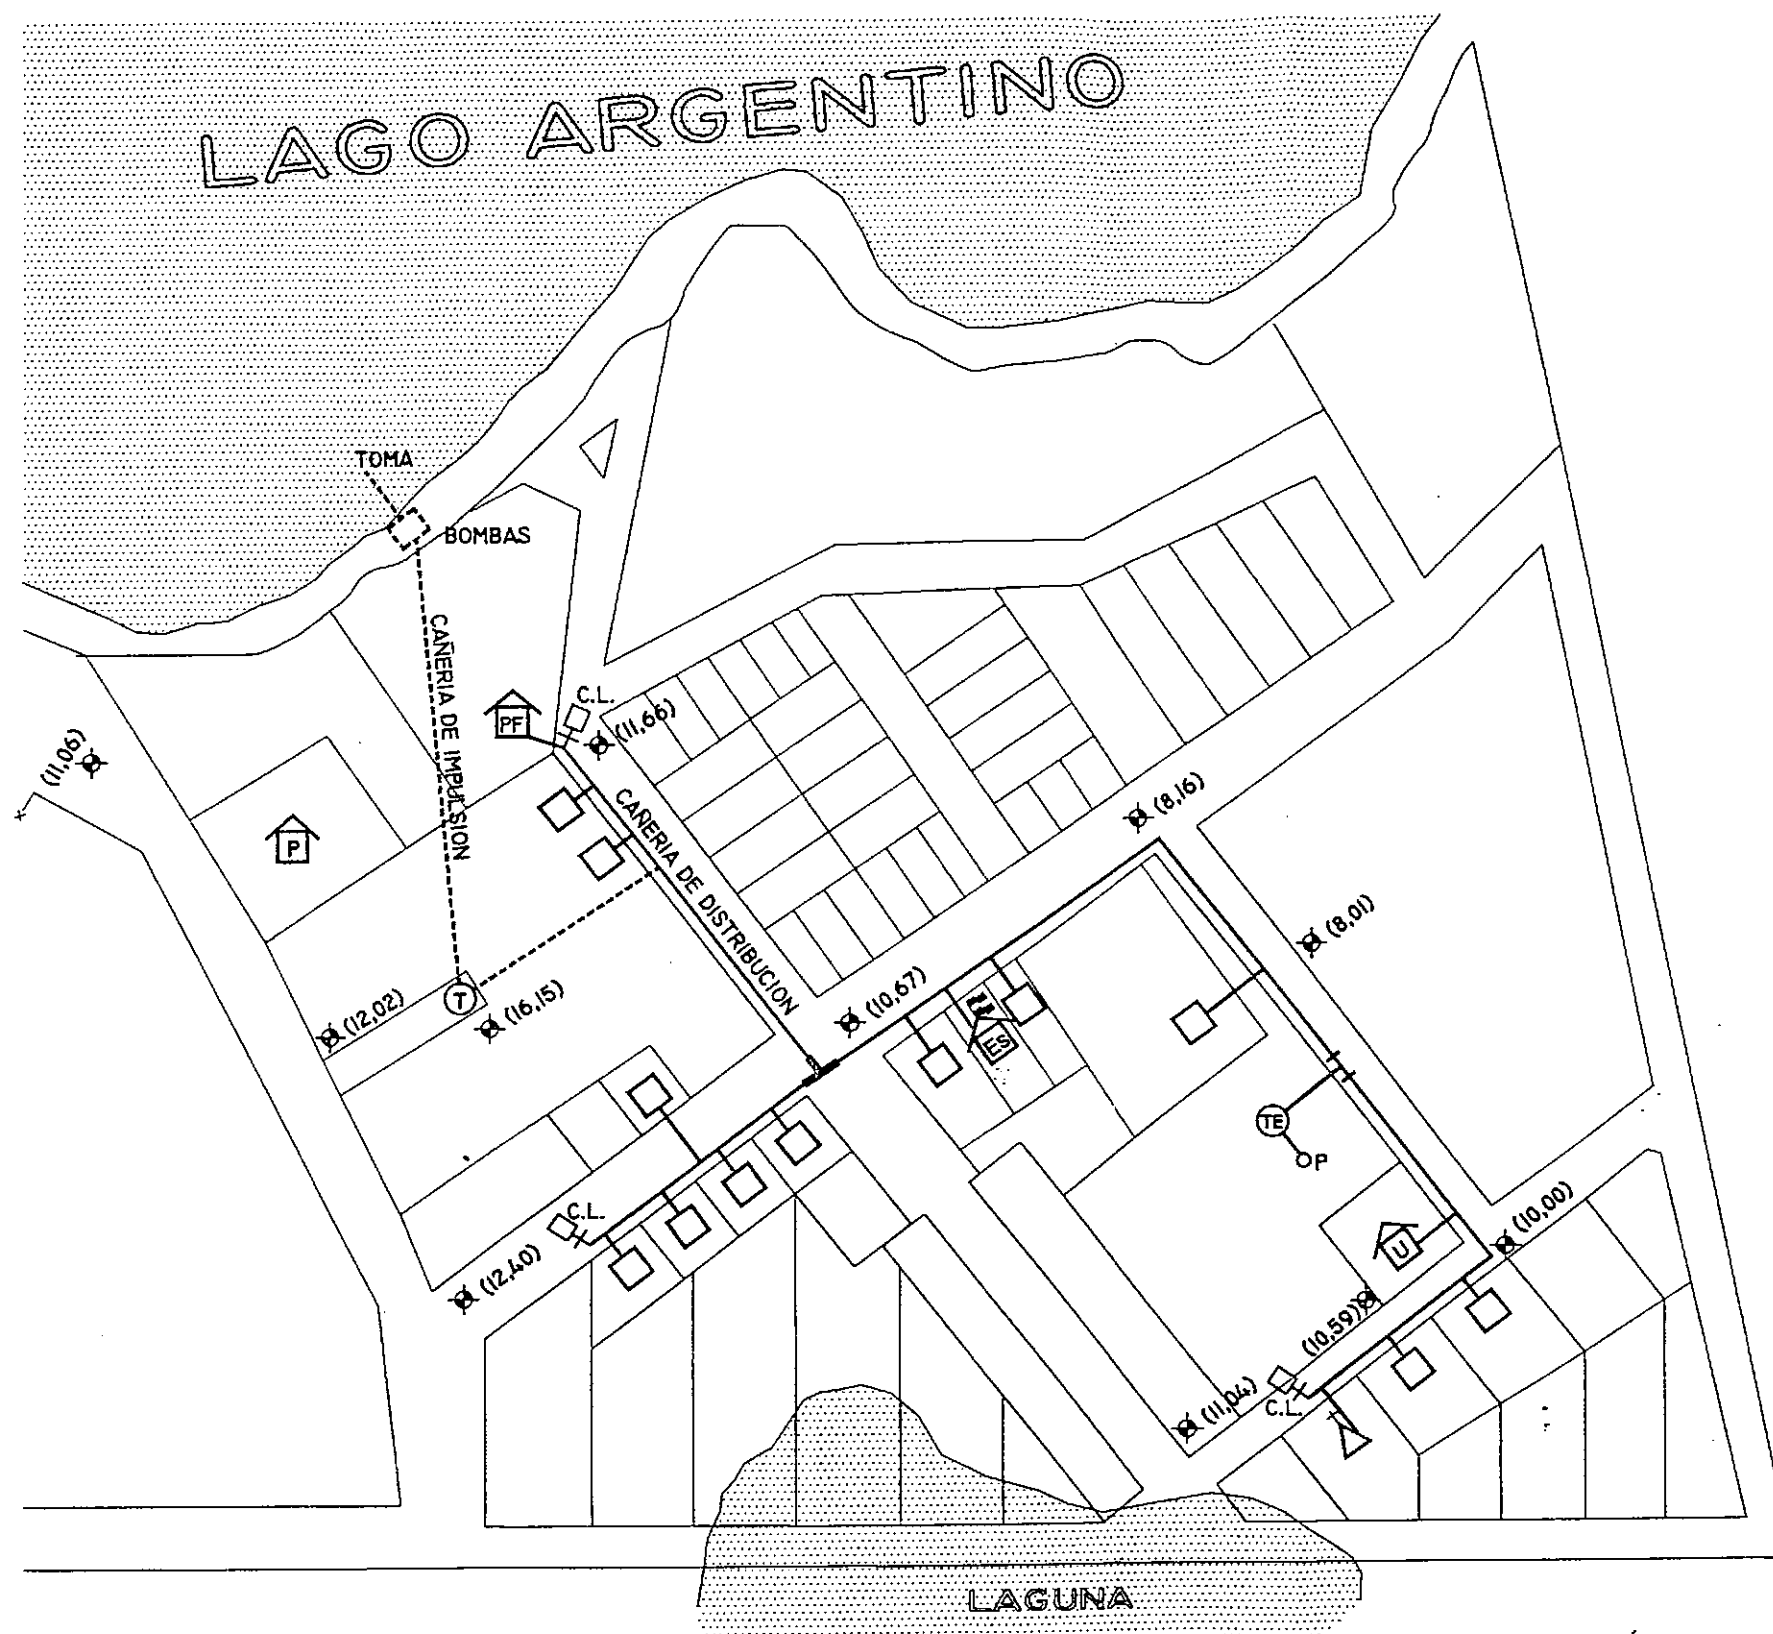 LAGO ARGENTINO
TOMA
BOMBAS
CAÑERIA DE IMPULSION
PF
C.L.
(11,66)
(11,06)
P
CAÑERIA DE DISTRIBUCION
(8,16)
(8,01)
(12,02)
T
(16,15)
(10,67)
ES
TE
P
C.L.
(12,40)
U
(10,00)
(10,59)
(11,04)
C.L.
LAGUNA